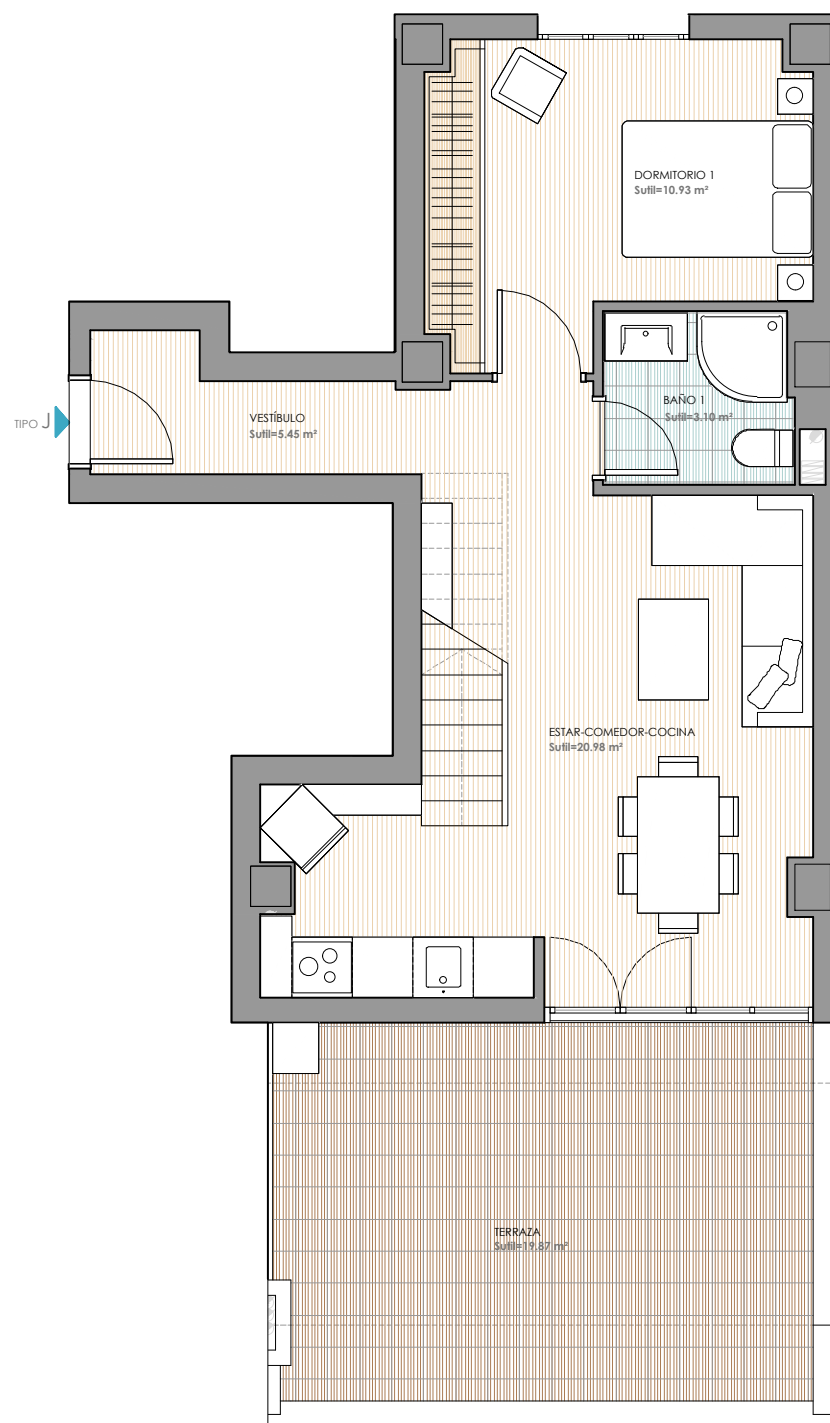 DORMITORIO 1
Sutil=10.93 m²
BAÑO 1
Sutil=3.10 m²
VESTÍBULO
Sutil=5.45 m²
TIPO J
ESTAR-COMEDOR-COCINA
Sutil=20.98 m²
TERRAZA
Sutil=19.87 m²